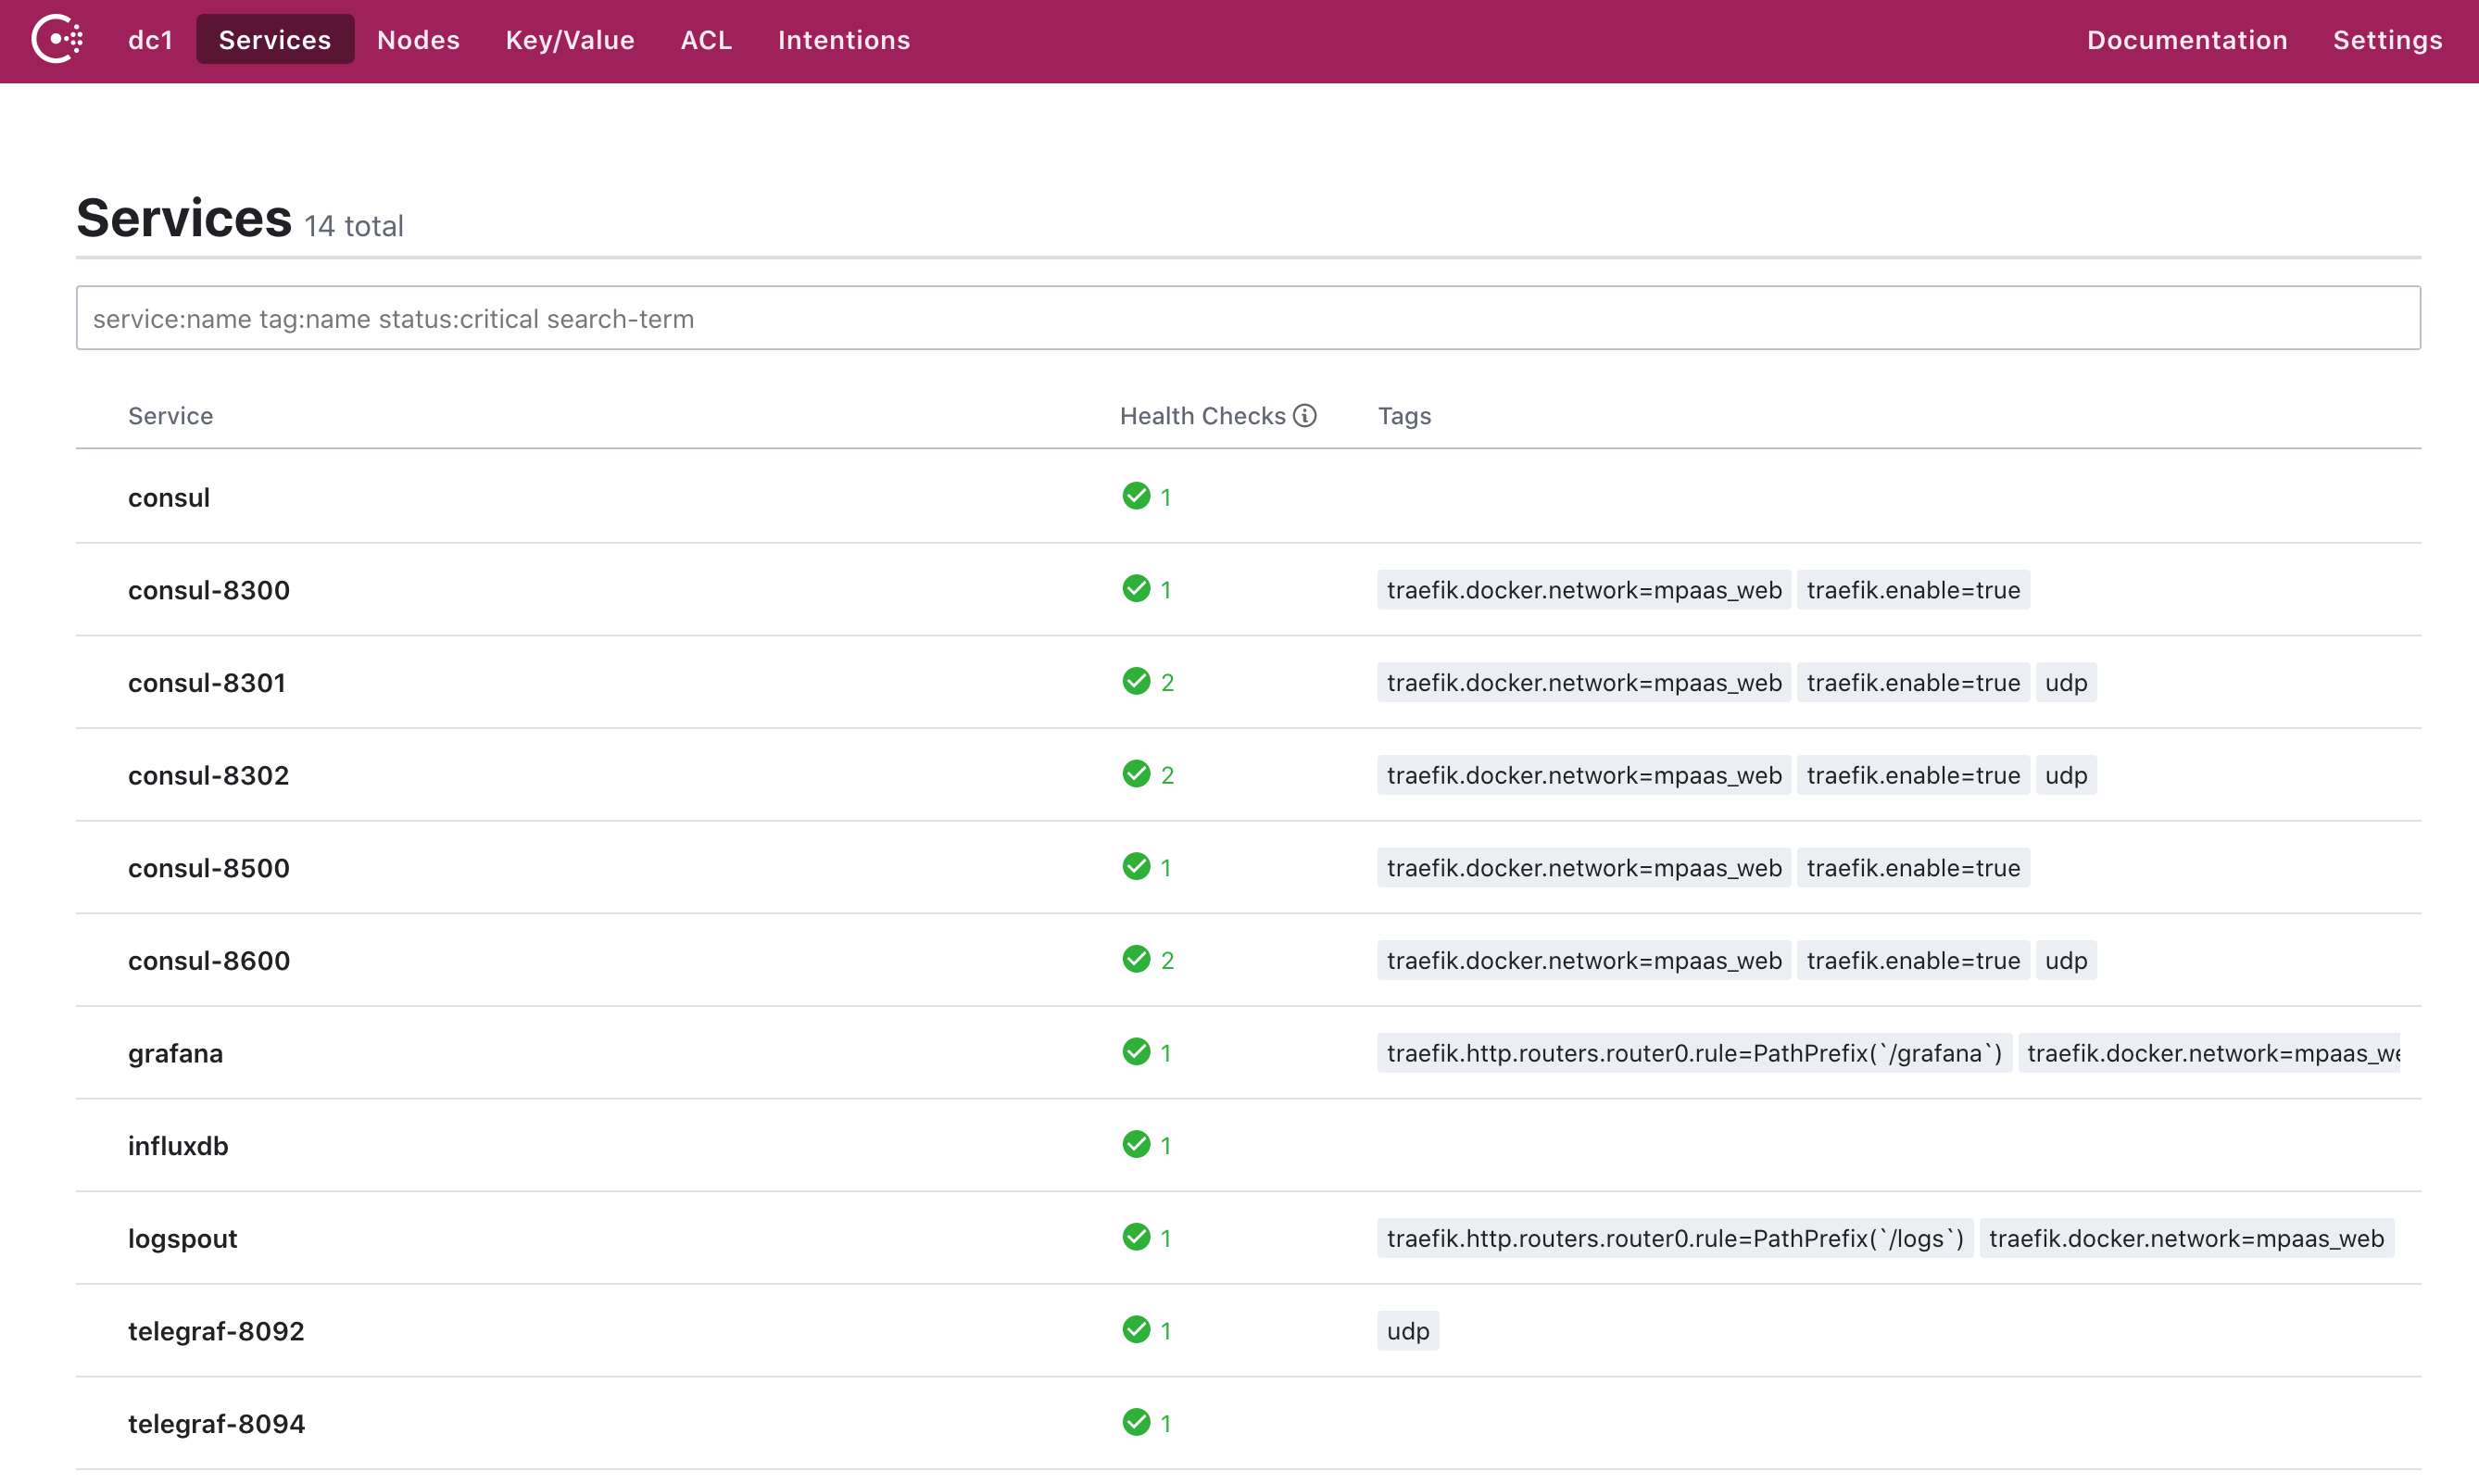 dc1 Services Nodes Key/Value ACL Intentions Documentation Settings
Services 14 total
service:name tag:name status:critical search-term
Service Health Checks Tags
consul 1
consul-8300 1 traefik.docker.network=mpaas_web traefik.enable=true
consul-8301 2 traefik.docker.network=mpaas_web traefik.enable=true udp
consul-8302 2 traefik.docker.network=mpaas_web traefik.enable=true udp
consul-8500 1 traefik.docker.network=mpaas_web traefik.enable=true
consul-8600 2 traefik.docker.network=mpaas_web traefik.enable=true udp
grafana 1 traefik.http.routers.router0.rule=PathPrefix(`/grafana`) traefik.docker.network=mpaas_we
influxdb 1
logspout 1 traefik.http.routers.router0.rule=PathPrefix(`/logs`) traefik.docker.network=mpaas_web
telegraf-8092 1 udp
telegraf-8094 1